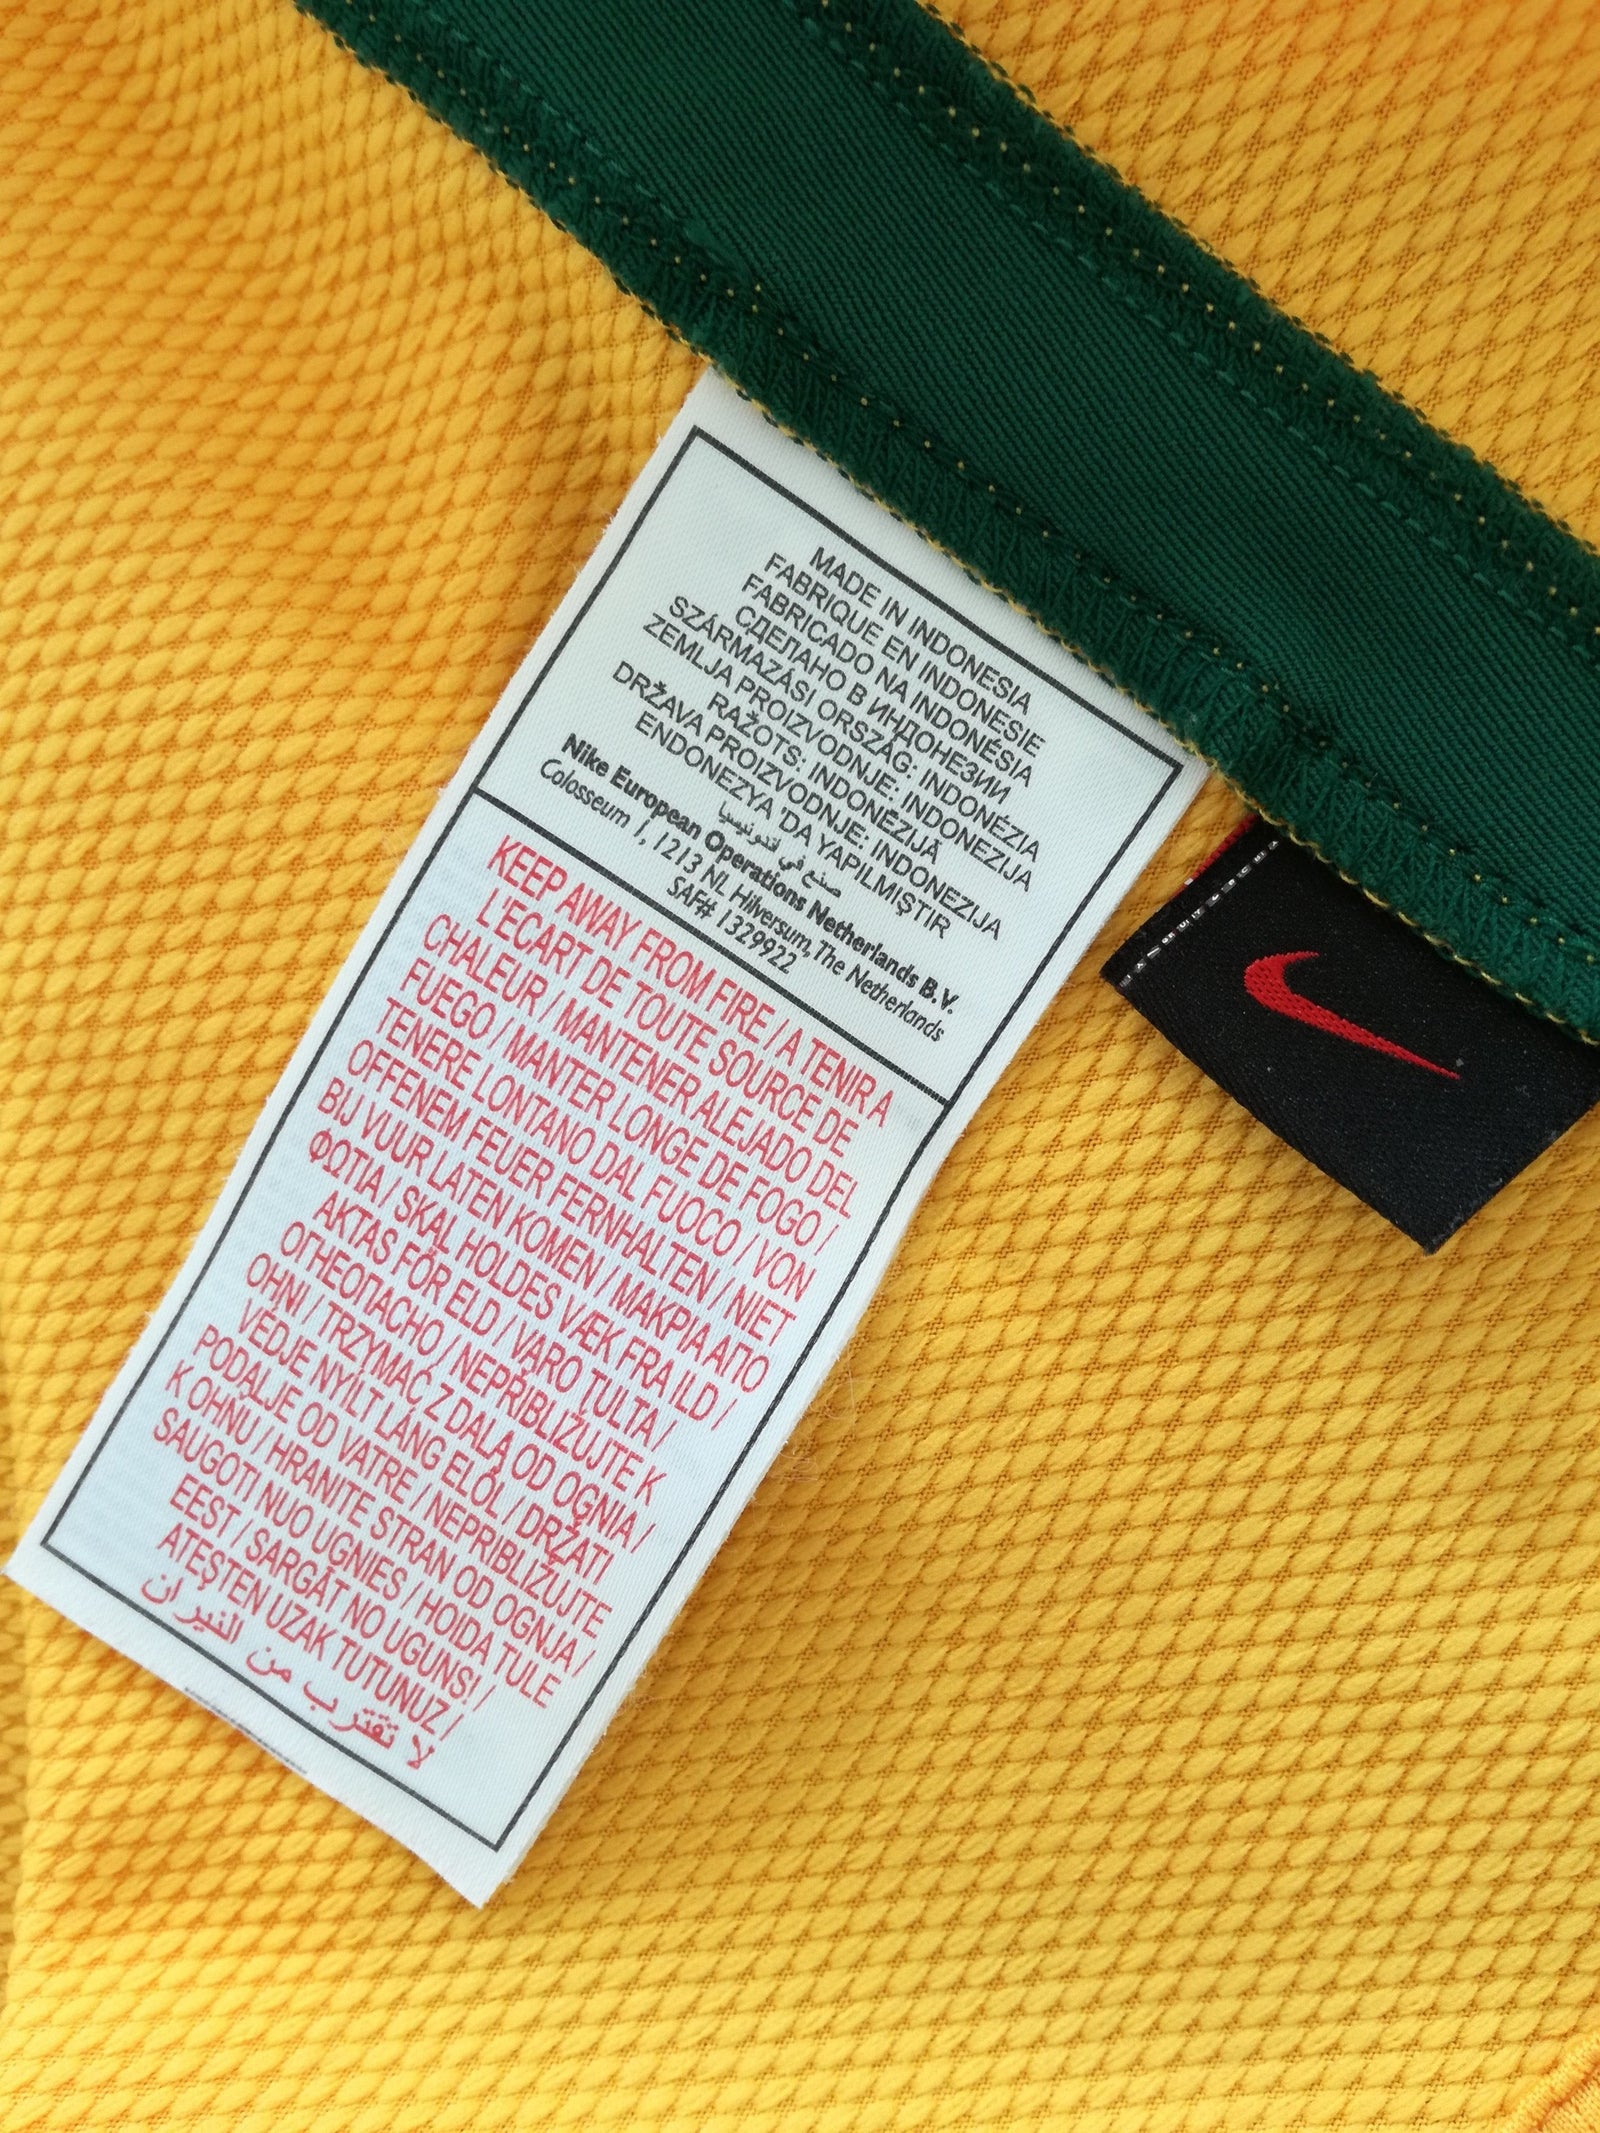 MADE IN INDONESIA
FABRIQUE EN INDONESIE
FABRICADO NA INDONÉSIA
СДЕЛАНО В ИНДОНЕЗИИ
SZÁRMAZÁSI ORSZÁG: INDONÉZIA
ZEMLJA PROIZVODNJE: INDONEZIJA
RAŽOTS: INDONĒZIJĀ
DRŽAVA PROIZVODNJE: INDONEZIJA
ENDONEZYA 'DA YAPILMIŞTIR
صنع في اندونيسيا
Nike European Operations Netherlands B.V.
Colosseum 1, 1213 NL Hilversum, The Netherlands
SAF# 1329922
KEEP AWAY FROM FIRE / A TENIR A
L'ECART DE TOUTE SOURCE DE
CHALEUR / MANTENER ALEJADO DEL
FUEGO / MANTER LONGE DE FOGO /
TENERE LONTANO DAL FUOCO / VON
OFFENEM FEUER FERNHALTEN / NIET
BIJ VUUR LATEN KOMEN / ΜΑΚΡΙΑ ΑΠΟ
ΦΩΤΙΑ / SKAL HOLDES VÆK FRA ILD /
AKTAS FÖR ELD / VARO TULTA /
ОГНЕОПАСНО / NEPŘIBLIŽUJTE K
OHNI / TRZYMAĆ Z DALĄ OD OGNIA /
VÉDJE NYÍLT LÁNG ELŐL / DRŽATI
PODALJE OD VATRE / NEPRIBLIŽUJTE
K OHNU / HRANITE STRAN OD OGNJA /
SAUGOTI NUO UGNIES / HOIDA TULE
EEST / SARGĀT NO UGUNS! /
ATEŞTEN UZAK TUTUNUZ /
لا تقترب من النيران